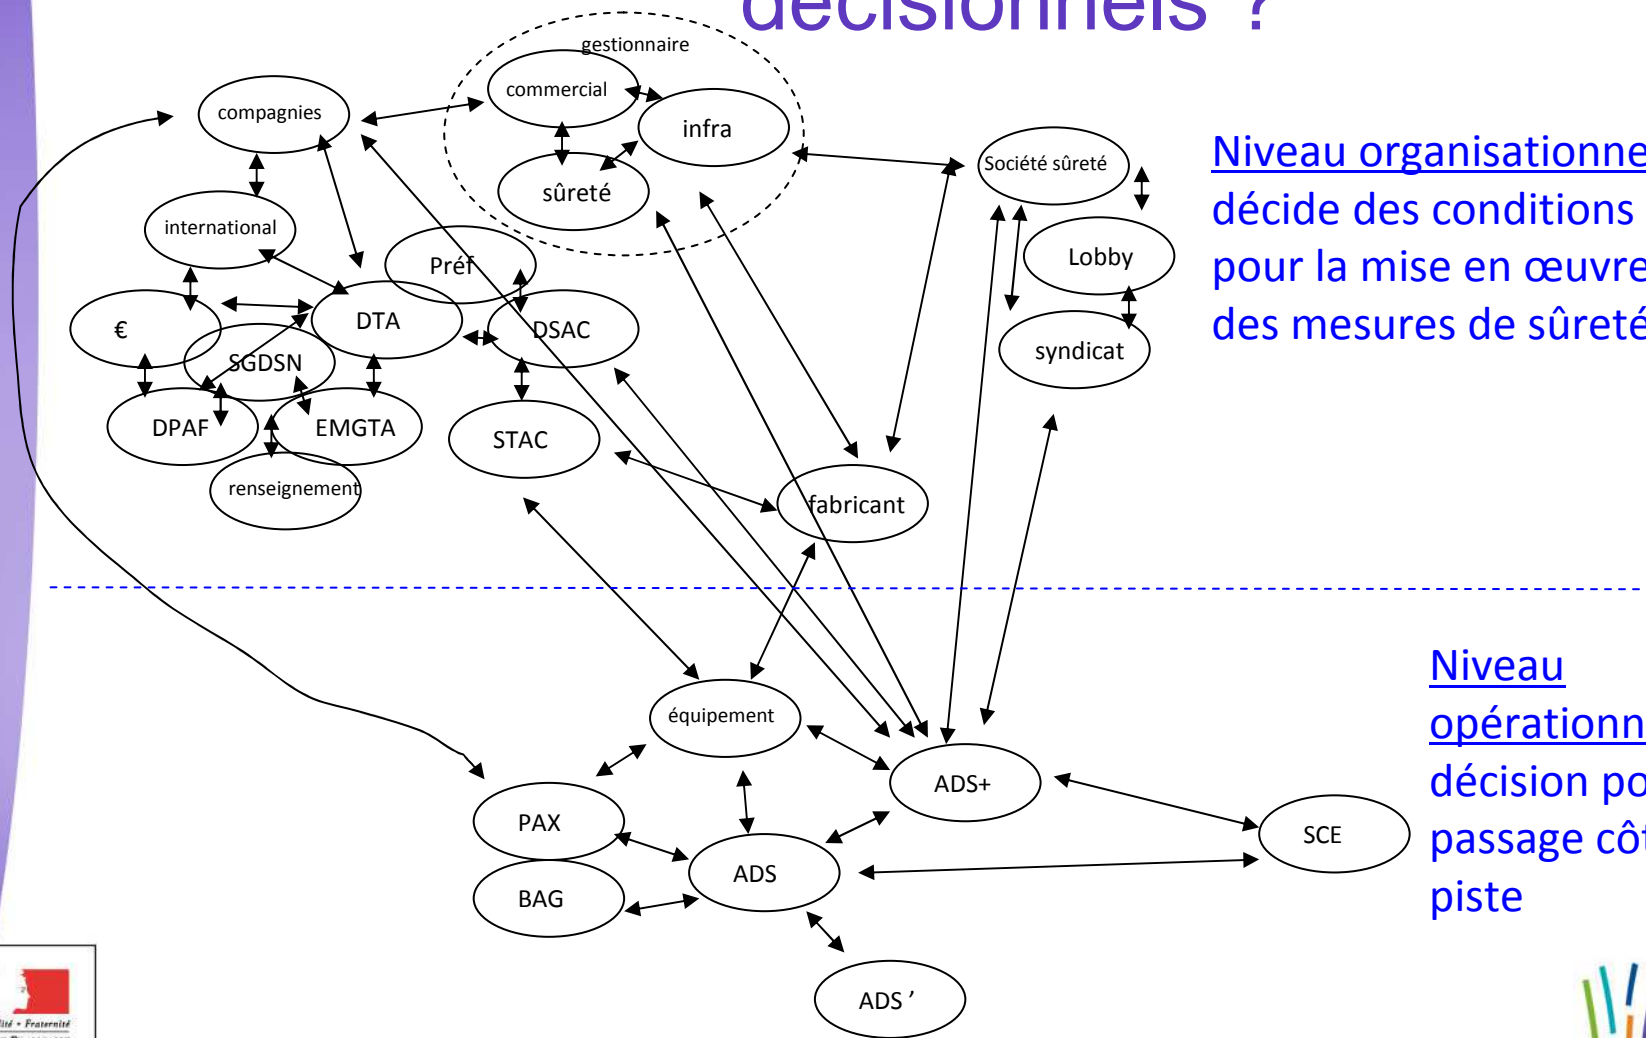 décisionnels ?
gestionnaire
commercial
compagnies
infra
Société sûreté
sûreté
international
Préf
Lobby
€
DTA
DSAC
SGDSN
syndicat
DPAF
EMGTA
STAC
renseignement
fabricant
Niveau organisationne
décide des conditions
pour la mise en œuvre
des mesures de sûreté
Niveau
opérationn
décision po
passage côt
piste
équipement
ADS+
PAX
SCE
ADS
BAG
ADS ’
lité • Fraternité